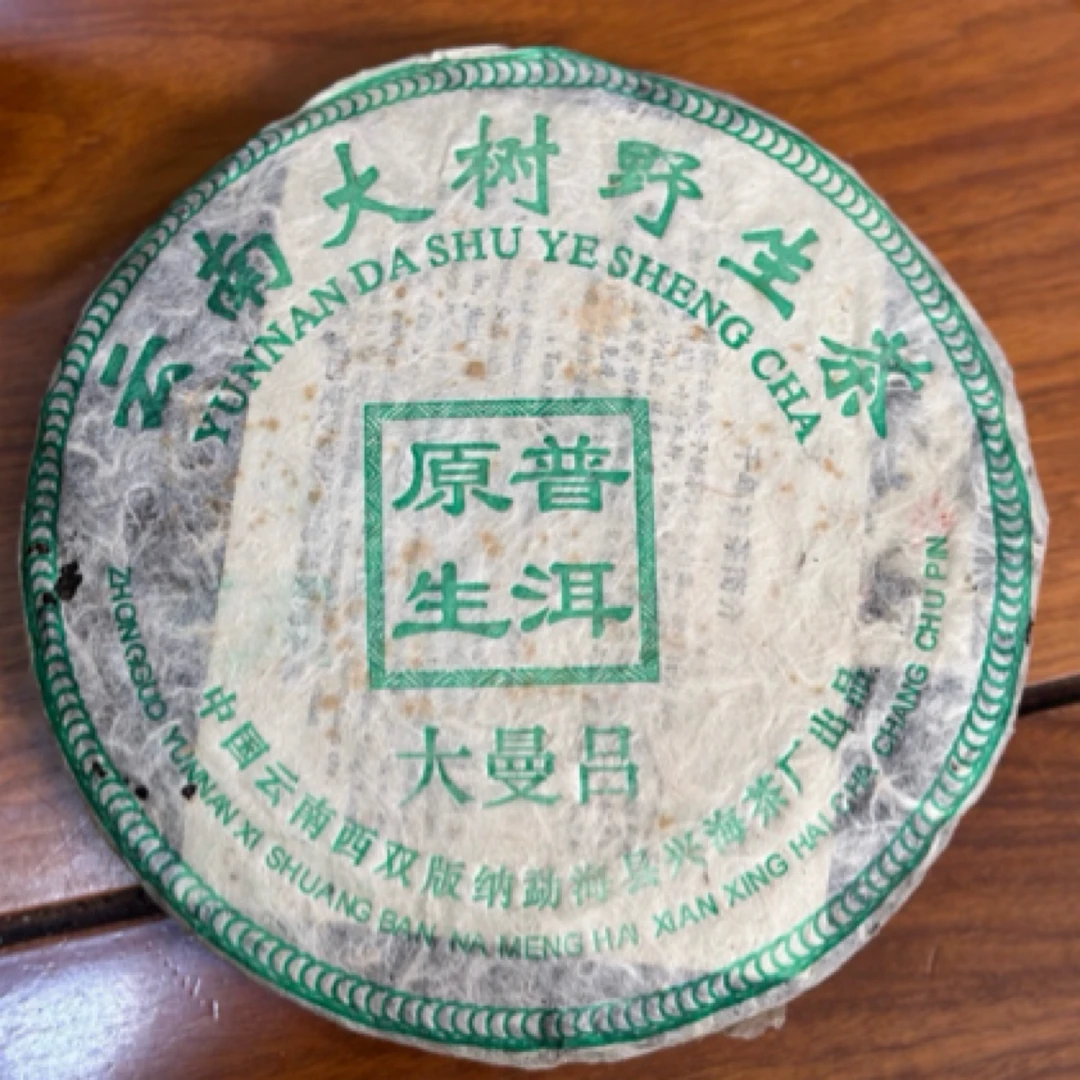 云南大树野生茶
YUNNAN DA SHU YE SHENG CHA
普洱
原生
大曼吕
中国云南西双版纳勐海县兴海茶厂出品
ZHONGGUO YUNNAN XI SHUANG BAN NA MENG HAI XIAN XING HAI CHA CHANG CHU PIN